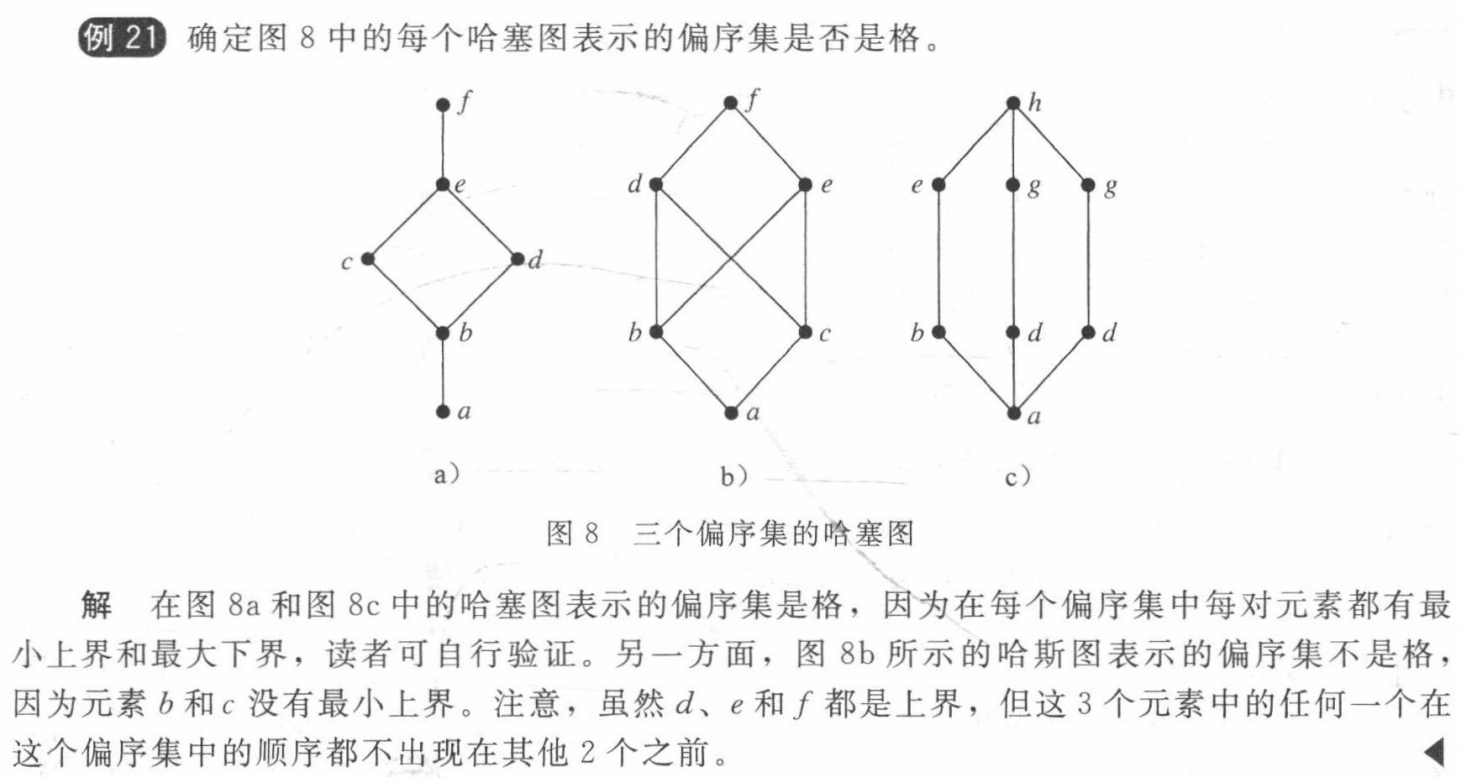 例 21 确定图 8 中的每个哈塞图表示的偏序集是否是格。
f f h
e d e e g g
c d
b b c b d d
a a a
a) b) c)
图 8 三个偏序集的哈塞图
解 在图 8a 和图 8c 中的哈塞图表示的偏序集是格，因为在每个偏序集中每对元素都有最
小上界和最大下界，读者可自行验证。另一方面，图 8b 所示的哈斯图表示的偏序集不是格，
因为元素 b 和 c 没有最小上界。注意，虽然 d、e 和 f 都是上界，但这 3 个元素中的任何一个在
这个偏序集中的顺序都不出现在其他 2 个之前。